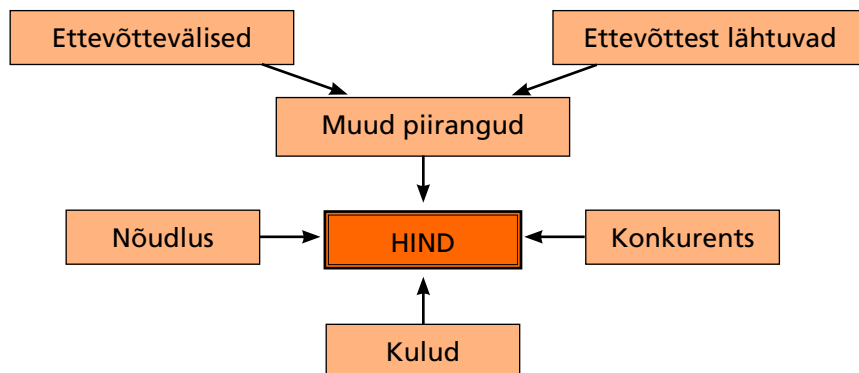 Ettevõttevälised
Ettevõttest lähtuvad
Muud piirangud
Nõudlus
HIND
Konkurents
Kulud